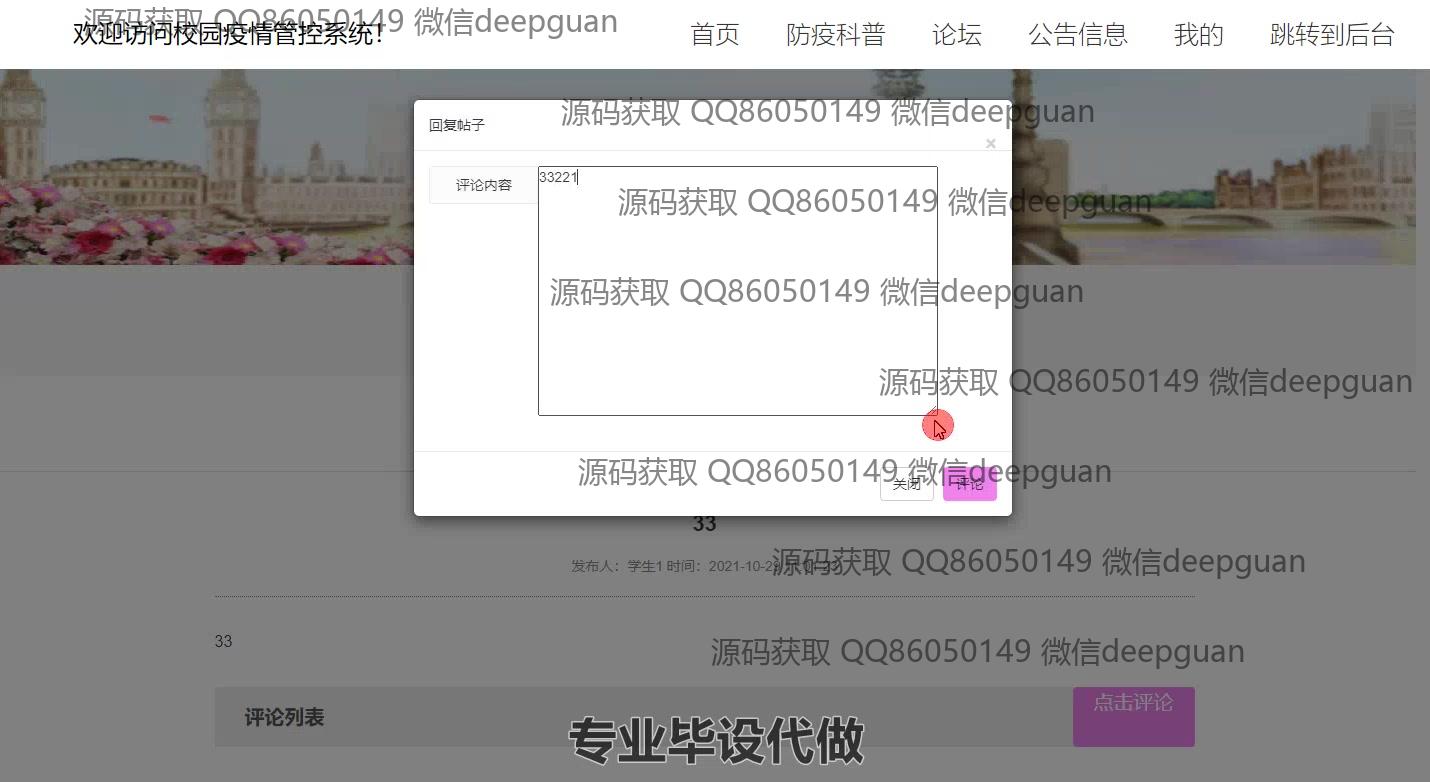 源码获取 QQ86050149 微信deepguan
欢迎访问校园疫情管控系统!
首页 防疫科普 论坛 公告信息 我的 跳转到后台
源码获取 QQ86050149 微信deepguan
回复帖子
×
评论内容
33221
源码获取 QQ86050149 微信deepguan
源码获取 QQ86050149 微信deepguan
源码获取 QQ86050149 微信deepguan
源码获取 QQ86050149 微信deepguan
关闭 评论
33
发布人：学生1 时间：2021-10-29
源码获取 QQ86050149 微信deepguan
33
源码获取 QQ86050149 微信deepguan
评论列表
点击评论
专业毕设代做